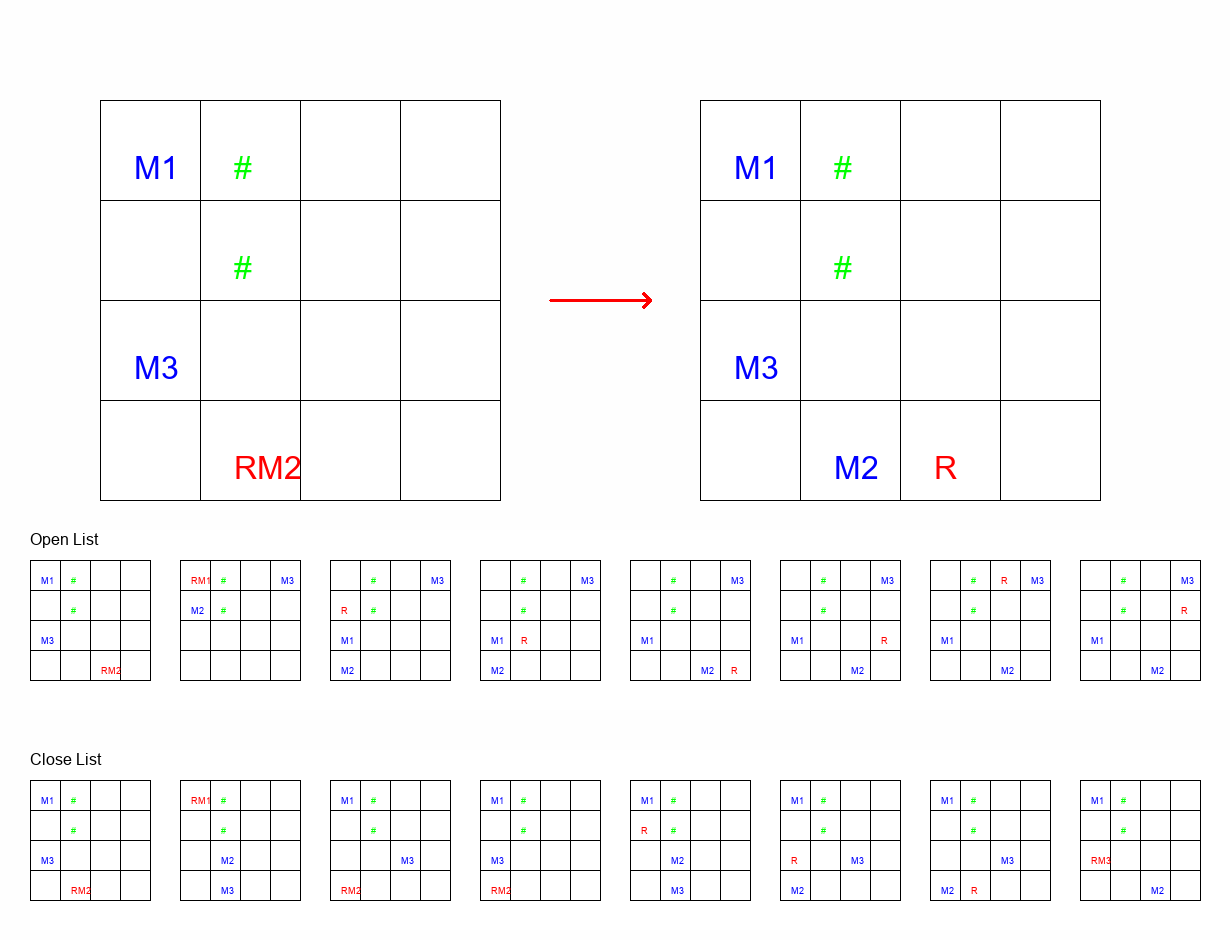 M1 # M1 #
# #
M3 M3
RM2 M2 R
Open List
M1 # RM1 # M3 # M3 # M3 # M3 # M3 # R M3 # M3
# M2 # R # # # # # # R
M3 M1 M1 R M1 M1 R M1 M1
RM2 M2 M2 M2 R M2 M2 M2
Close List
M1 # RM1 # M1 # M1 # M1 # M1 # M1 # M1 #
# # # # R # # # #
M3 M2 M3 M3 M2 R M3 M3 RM3
RM2 M3 RM2 RM2 M3 M2 M2 R M2